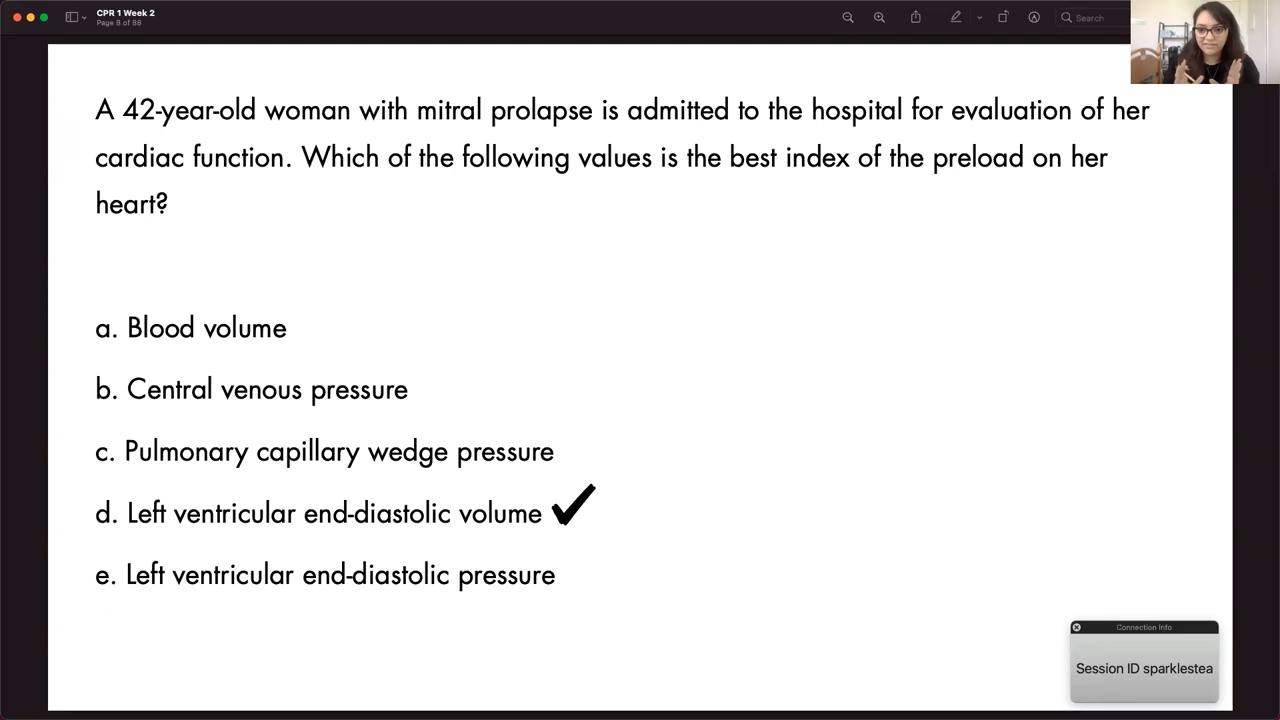 CPR 1 Week 2
Page 9 of 88
Search
A 42-year-old woman with mitral prolapse is admitted to the hospital for evaluation of her
cardiac function. Which of the following values is the best index of the preload on her
heart?
a. Blood volume
b. Central venous pressure
c. Pulmonary capillary wedge pressure
d. Left ventricular end-diastolic volume
e. Left ventricular end-diastolic pressure
Connection Info
Session ID sparklestea